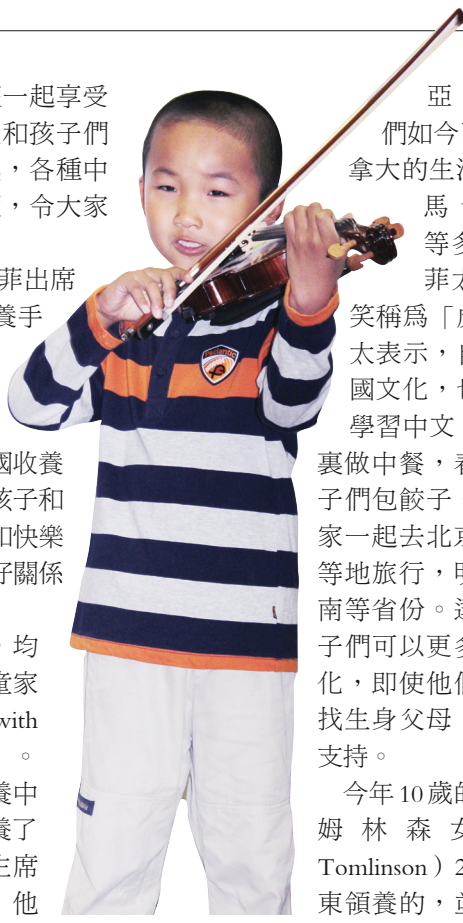 一起享受
和孩子們
，各種中
，令大家
菲出席
養手
國收養
孩子和
和快樂
好關係
均
童家
with
。
養中
養了
主席
他
亞
們如今
拿大的生活
馬
等多
菲太
笑稱爲「
太表示，
國文化，也
學習中文
裏做中餐，
子們包餃子
家一起去北京
等地旅行，明
南等省份。這
子們可以更多
化，即使他們
找生身父母
支持。
今年10歲的
姆林森女
Tomlinson）2
東領養的，